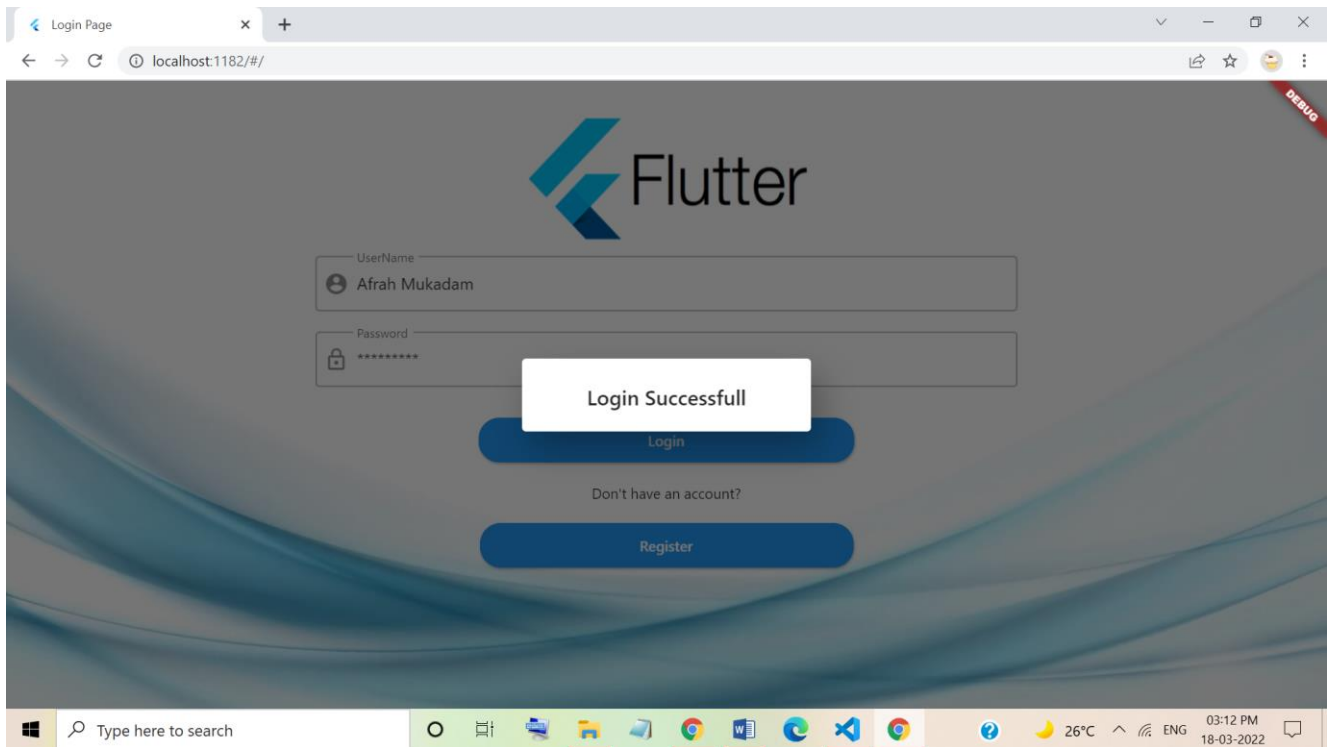 Login Page
localhost:1182/#/
DEBUG
Flutter
UserName
Afrah Mukadam
Password
*********
Login Successfull
Login
Don't have an account?
Register
Type here to search
26°C ENG 03:12 PM
18-03-2022